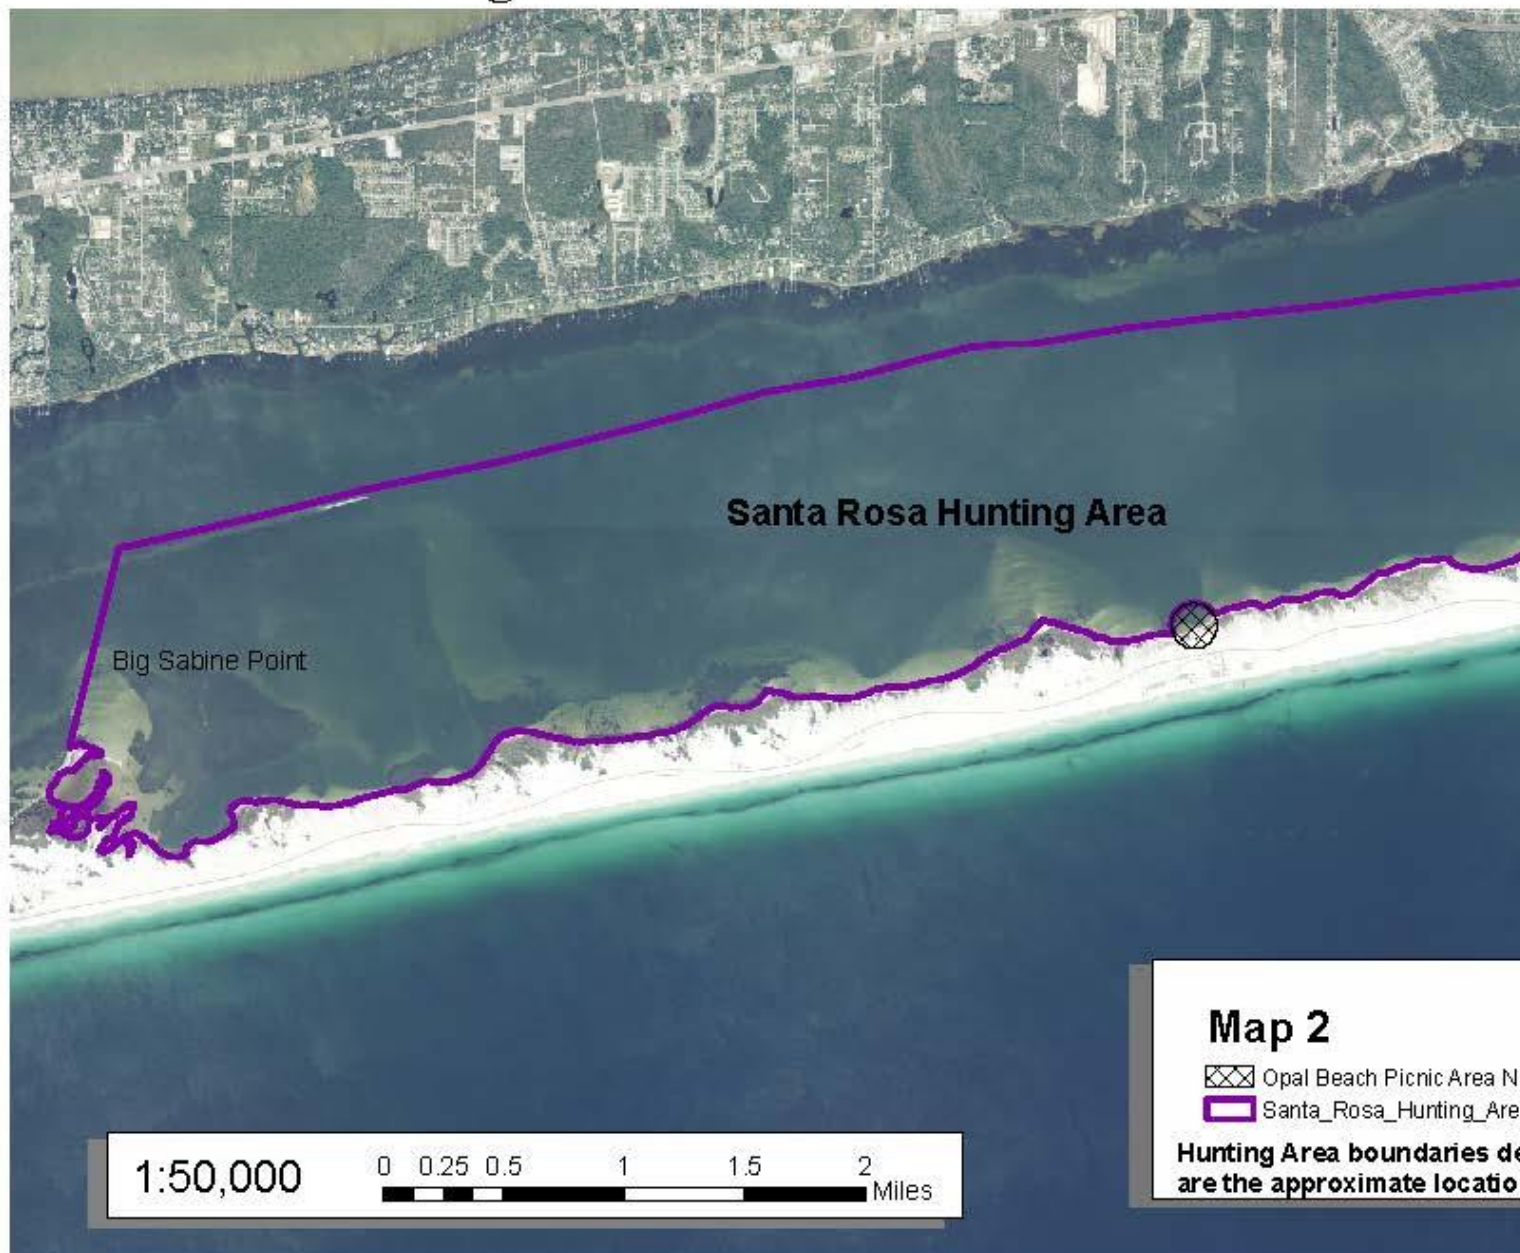 Santa Rosa Hunting Area
Big Sabine Point
Map 2
Opal Beach Picnic Area N
Santa_Rosa_Hunting_Are
Hunting Area boundaries de
are the approximate locatio
1:50,000
0 0.25 0.5 1 1.5 2
Miles